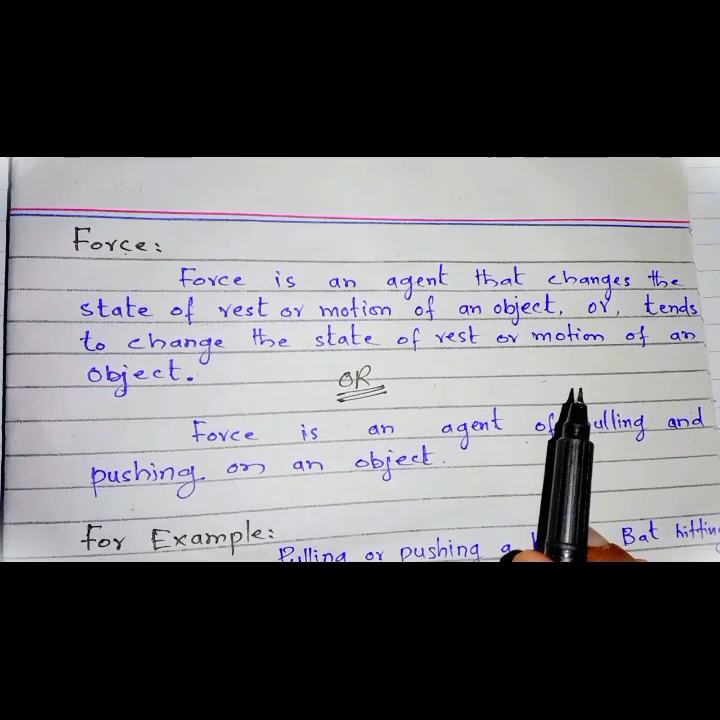 Force:
Force is an agent that changes the
state of rest or motion of an object, or, tends
to change the state of rest or motion of an
object.
OR
Force is an agent of and
pushing on an object.
For Example:
Pulling or pushing a Bat hitting